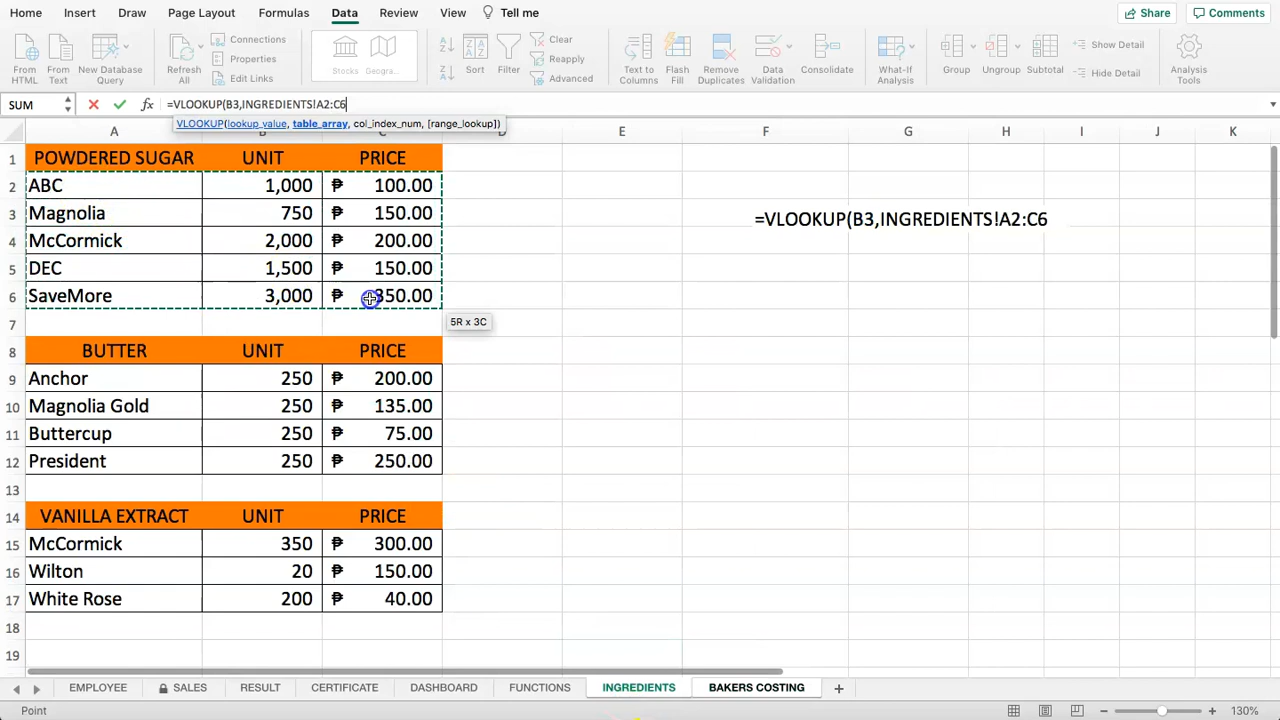 Home Insert Draw Page Layout Formulas Data Review View Tell me Share Comments
From HTML From Text New Database Query Refresh All Connections Properties Edit Links Stocks Geogra... Sort Filter Clear Reapply Advanced Text to Columns Flash Fill Remove Duplicates Data Validation Consolidate What-If Analysis Group Ungroup Subtotal Show Detail Hide Detail Analysis Tools
SUM fx =VLOOKUP(B3,INGREDIENTS!A2:C6
VLOOKUP(lookup_value, table_array, col_index_num, [range_lookup])
A B C D E F G H I J K
1 POWDERED SUGAR UNIT PRICE
2 ABC 1,000 ₱ 100.00
3 Magnolia 750 ₱ 150.00 =VLOOKUP(B3,INGREDIENTS!A2:C6
4 McCormick 2,000 ₱ 200.00
5 DEC 1,500 ₱ 150.00
6 SaveMore 3,000 ₱ 350.00
7 5R x 3C
8 BUTTER UNIT PRICE
9 Anchor 250 ₱ 200.00
10 Magnolia Gold 250 ₱ 135.00
11 Buttercup 250 ₱ 75.00
12 President 250 ₱ 250.00
13
14 VANILLA EXTRACT UNIT PRICE
15 McCormick 350 ₱ 300.00
16 Wilton 20 ₱ 150.00
17 White Rose 200 ₱ 40.00
18
19
EMPLOYEE SALES RESULT CERTIFICATE DASHBOARD FUNCTIONS INGREDIENTS BAKERS COSTING +
Point 130%